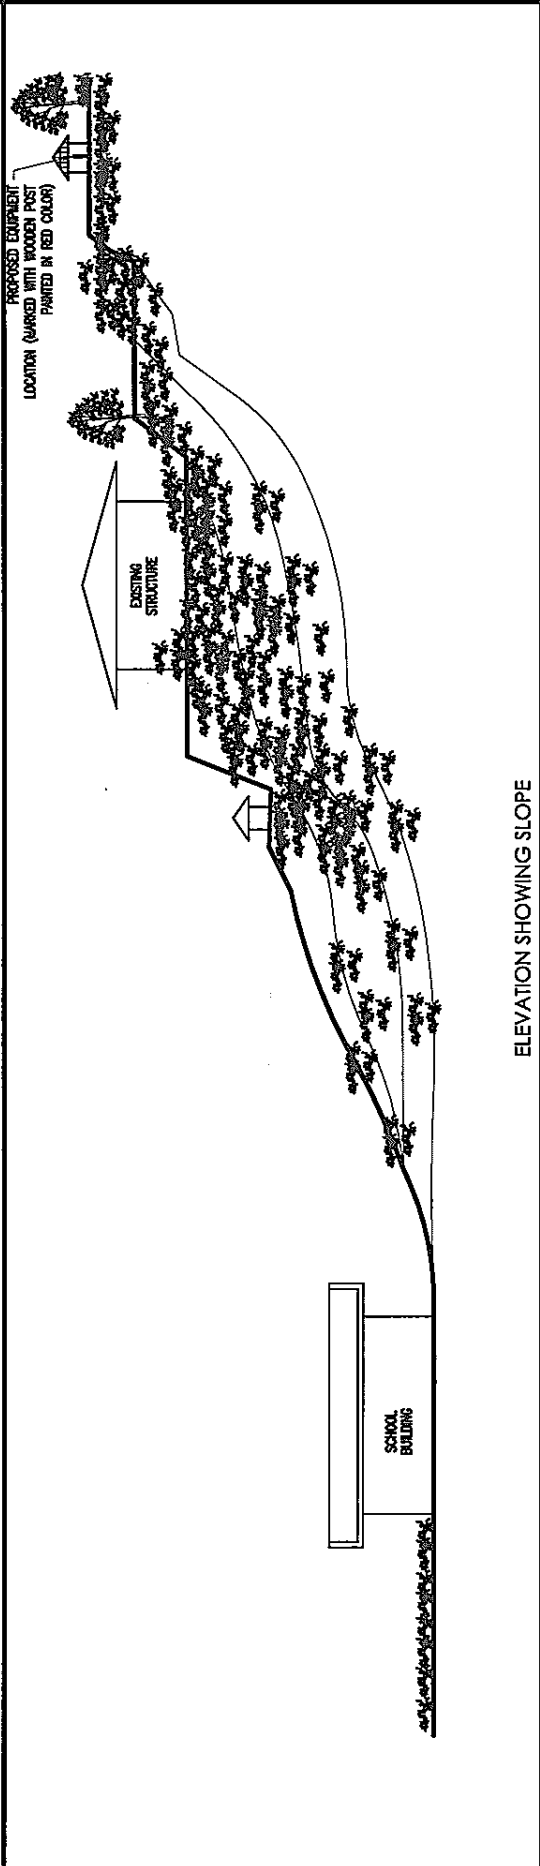 PROPOSED EQUIPMENT
LOCATION (MARKED WITH WOODEN POST
PAINTED IN RED COLOR)
EXISTING
STRUCTURE
SCHOOL
BUILDING
ELEVATION SHOWING SLOPE